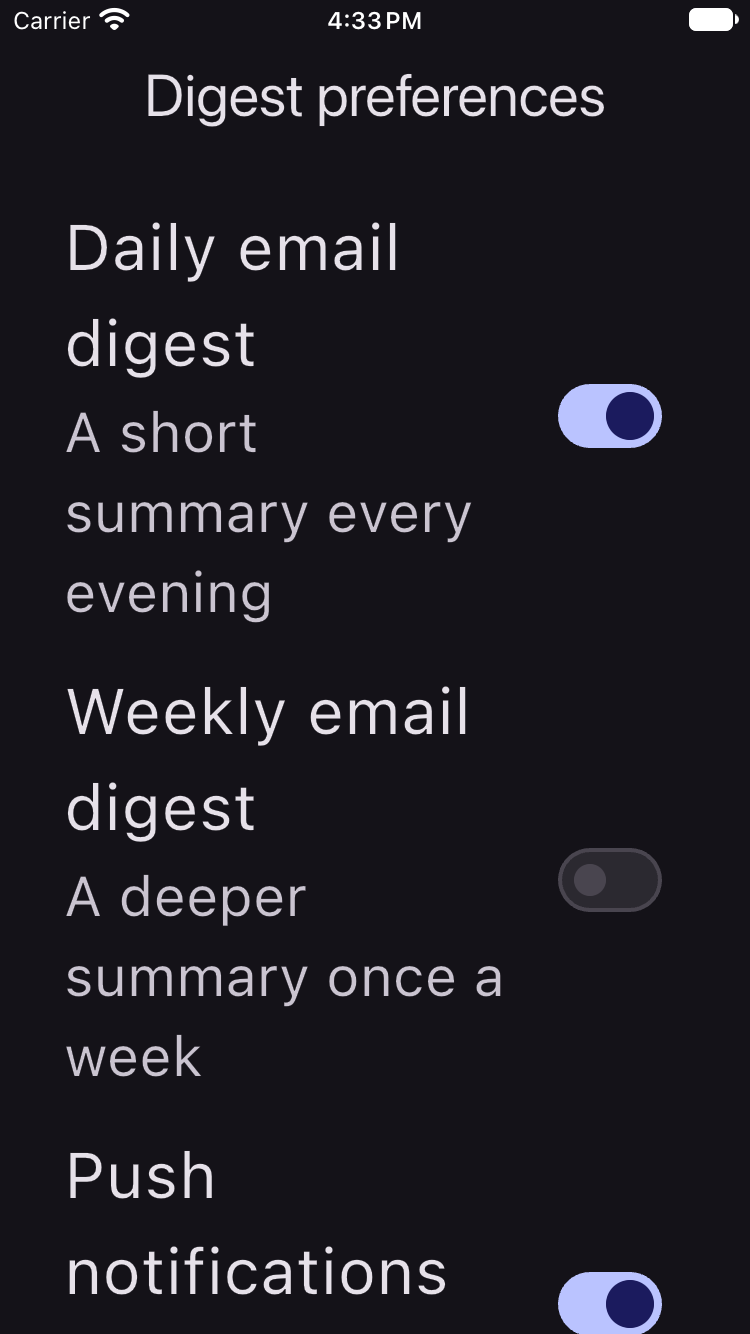 Carrier 4:33 PM
Digest preferences
Daily email
digest
A short
summary every
evening
Weekly email
digest
A deeper
summary once a
week
Push
notifications